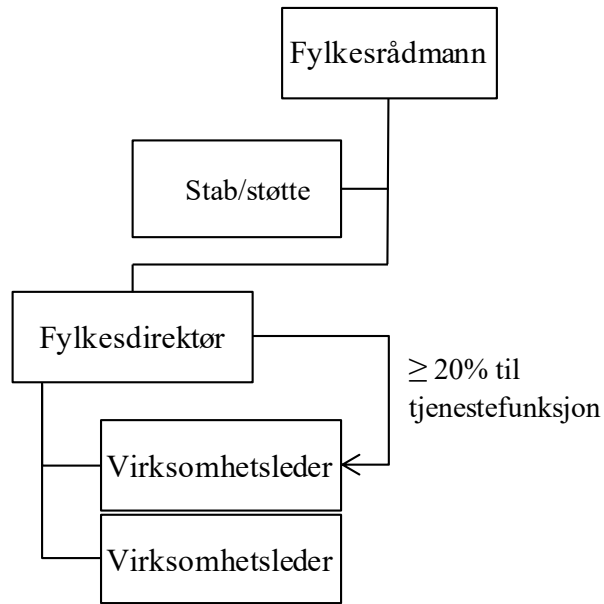 Fylkesrådmann
Stab/støtte
Fylkesdirektør
≥ 20% til
tjenestefunksjon
Virksomhetsleder
Virksomhetsleder